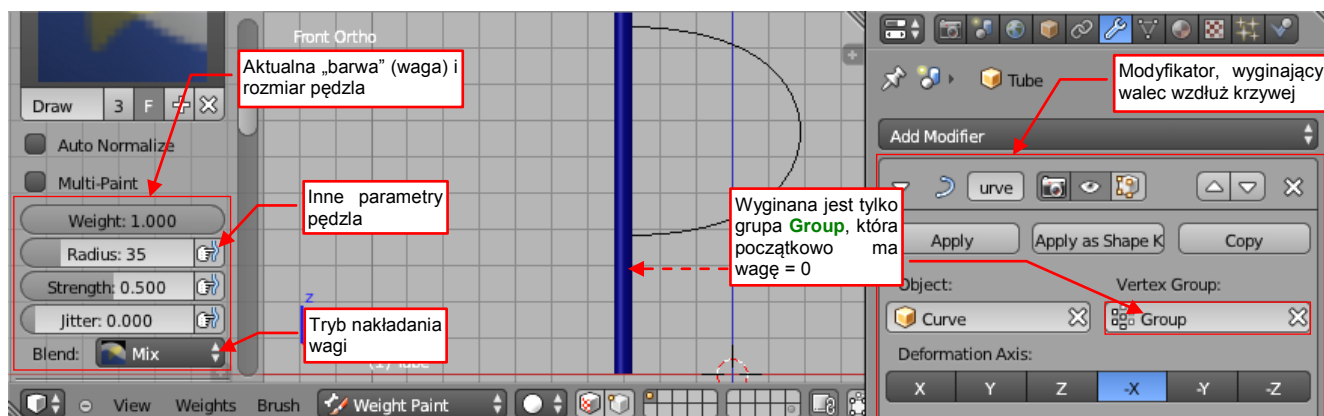 Front Ortho
Aktualna „barwa” (waga) i
rozmiar pędzla
Draw 3 F
Auto Normalize
Multi-Paint
Weight: 1.000
Radius: 35
Strength: 0.500
Jitter: 0.000
Blend: Mix
Inne parametry
pędzla
Tryb nakładania
wagi
z
(1) Tube
View Weights Brush Weight Paint
Wyginana jest tylko
grupa Group, która
początkowo ma
wagę = 0
Tube
Modyfikator, wyginający
walec wzdłuż krzywej
Add Modifier
urve
Apply Apply as Shape K Copy
Object: Vertex Group:
Curve Group
Deformation Axis:
X Y Z -X -Y -Z